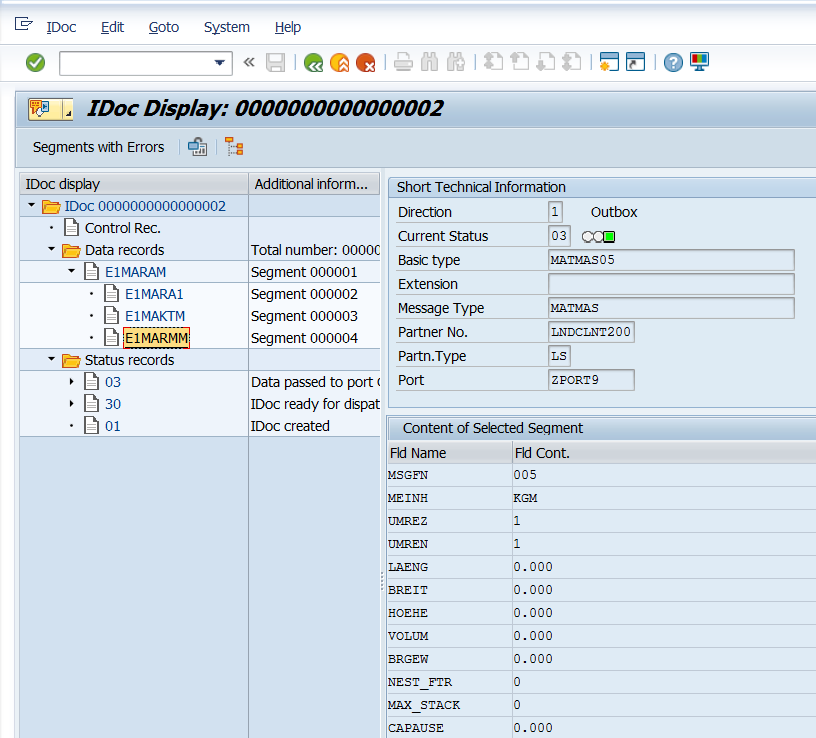 IDoc Edit Goto System Help
IDoc Display: 0000000000000002
Segments with Errors
IDoc display Additional inform...
IDoc 0000000000000002
Control Rec.
Data records Total number: 00000
E1MARAM Segment 000001
E1MARA1 Segment 000002
E1MAKTM Segment 000003
E1MARMM Segment 000004
Status records
03 Data passed to port
30 IDoc ready for dispat
01 IDoc created
Short Technical Information
Direction 1 Outbox
Current Status 03
Basic type MATMAS05
Extension
Message Type MATMAS
Partner No. LNDCLNT200
Partn.Type LS
Port ZPORT9
Content of Selected Segment
Fld Name Fld Cont.
MSGFN 005
MEINH KGM
UMREZ 1
UMREN 1
LAENG 0.000
BREIT 0.000
HOEHE 0.000
VOLUM 0.000
BRGEW 0.000
NEST_FTR 0
MAX_STACK 0
CAPAUSE 0.000